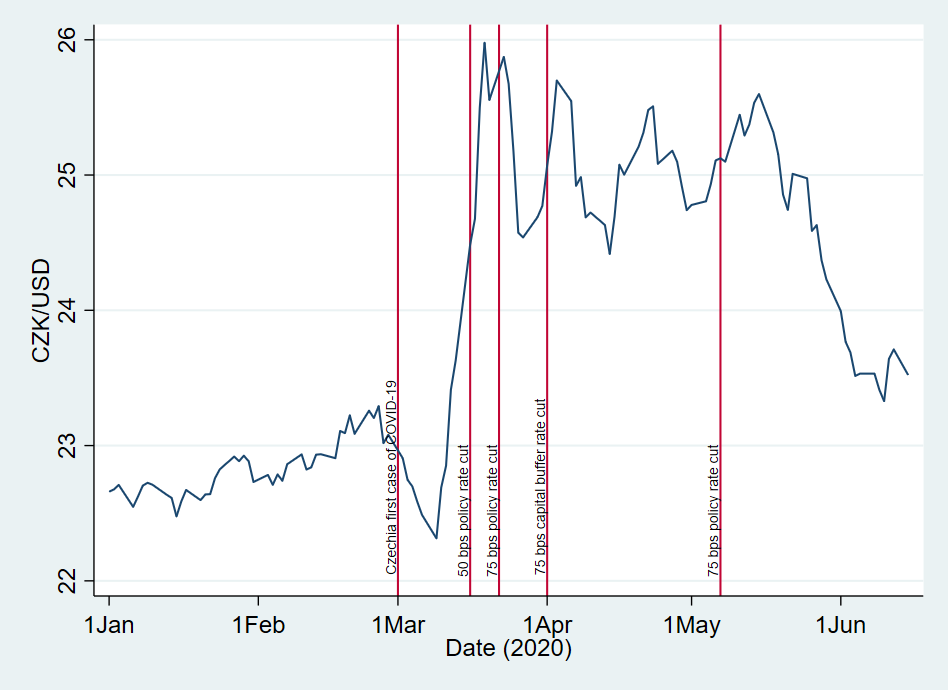 26
25
24
23
22
CZK/USD
Czechia first case of COVID-19
50 bps policy rate cut
75 bps policy rate cut
75 bps capital buffer rate cut
75 bps policy rate cut
1Jan 1Feb 1Mar 1Apr 1May 1Jun
Date (2020)